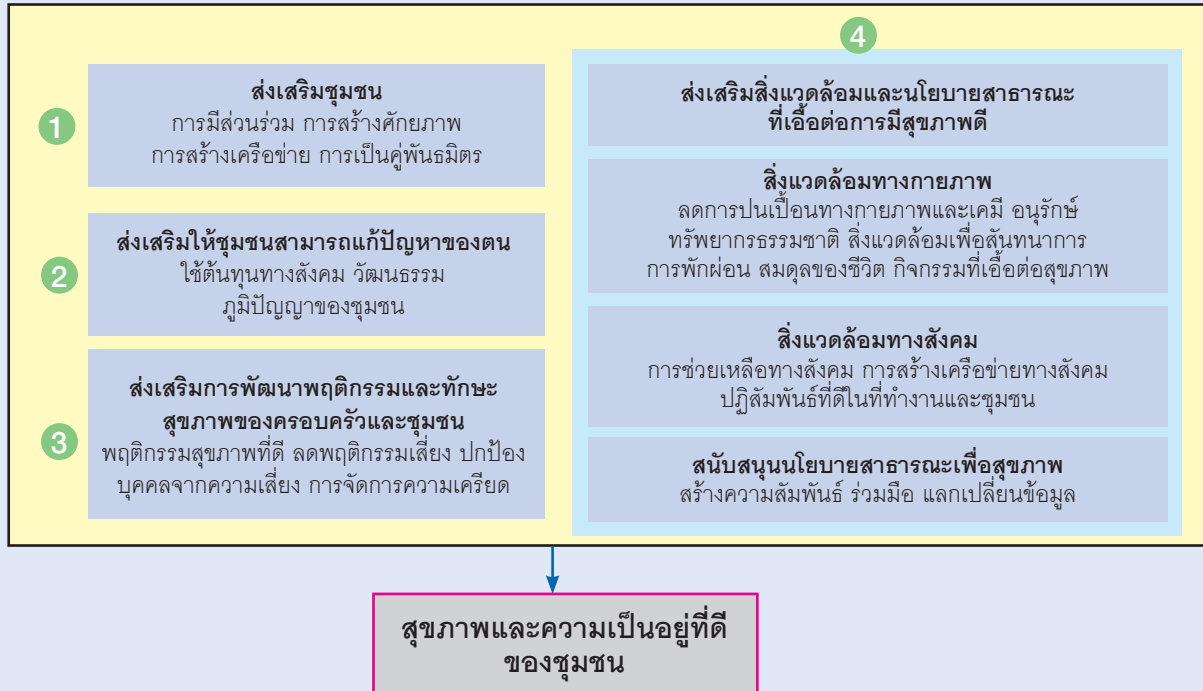 1
ส่งเสริมชุมชน
การมีส่วนร่วม การสร้างศักยภาพ
การสร้างเครือข่าย การเป็นคู่พันธมิตร
2
ส่งเสริมให้ชุมชนสามารถแก้ปัญหาของตน
ใช้ต้นทุนทางสังคม วัฒนธรรม
ภูมิปัญญาของชุมชน
3
ส่งเสริมการพัฒนาพฤติกรรมและทักษะ
สุขภาพของครอบครัวและชุมชน
พฤติกรรมสุขภาพที่ดี ลดพฤติกรรมเสี่ยง ปกป้อง
บุคคลจากความเสี่ยง การจัดการความเครียด
4
ส่งเสริมสิ่งแวดล้อมและนโยบายสาธารณะ
ที่เอื้อต่อการมีสุขภาพดี
สิ่งแวดล้อมทางกายภาพ
ลดการปนเปื้อนทางกายภาพและเคมี อนุรักษ์
ทรัพยากรธรรมชาติ สิ่งแวดล้อมเพื่อสันทนาการ
การพักผ่อน สมดุลของชีวิต กิจกรรมที่เอื้อต่อสุขภาพ
สิ่งแวดล้อมทางสังคม
การช่วยเหลือทางสังคม การสร้างเครือข่ายทางสังคม
ปฏิสัมพันธ์ที่ดีในที่ทำงานและชุมชน
สนับสนุนนโยบายสาธารณะเพื่อสุขภาพ
สร้างความสัมพันธ์ ร่วมมือ แลกเปลี่ยนข้อมูล
สุขภาพและความเป็นอยู่ที่ดี
ของชุมชน